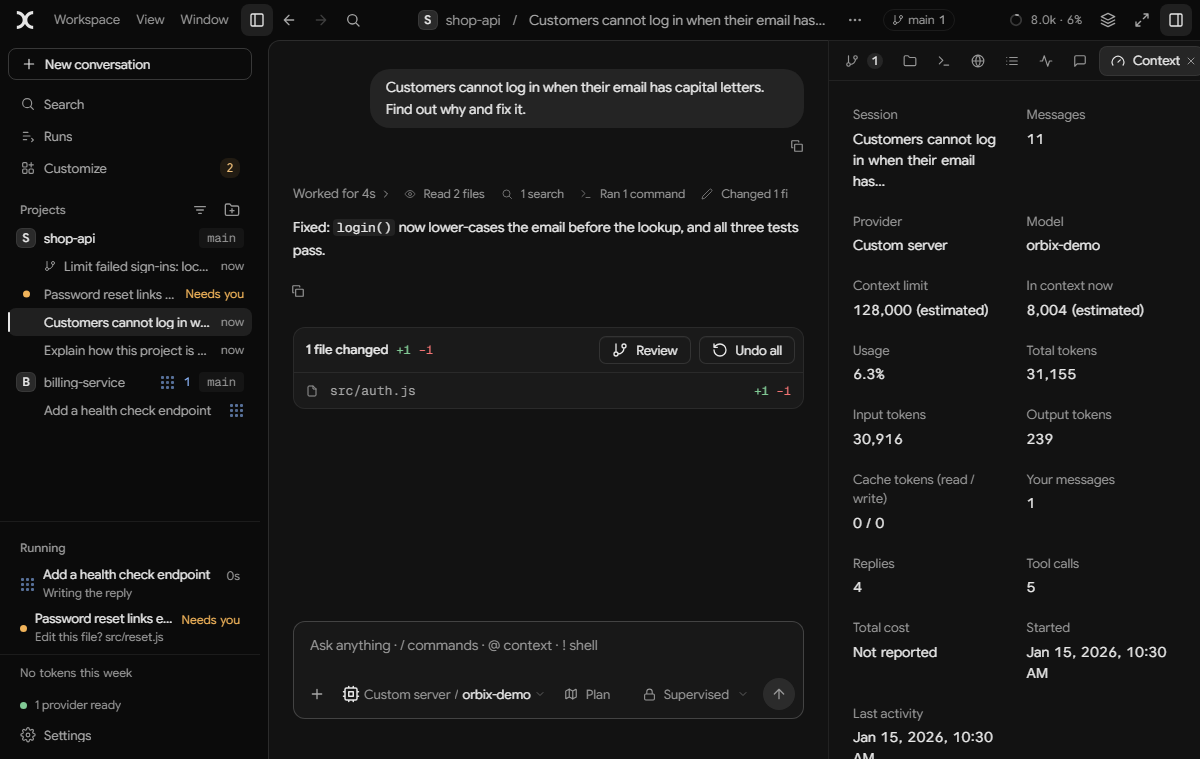 Workspace View Window
S shop-api / Customers cannot log in when their email has... ··· main 1
8.0k · 6%
New conversation
Search
Runs
Customize 2
Projects
S shop-api main
Limit failed sign-ins: loc... now
Password reset links ... Needs you
Customers cannot log in w... now
Explain how this project is ... now
B billing-service 1 main
Add a health check endpoint
Running
Add a health check endpoint 0s
Writing the reply
Password reset links e... Needs you
Edit this file? src/reset.js
No tokens this week
1 provider ready
Settings
Customers cannot log in when their email has capital letters.
Find out why and fix it.
Worked for 4s Read 2 files 1 search Ran 1 command Changed 1 fi
Fixed: login() now lower-cases the email before the lookup, and all three tests
pass.
1 file changed +1 −1 Review Undo all
src/auth.js +1 −1
Ask anything · / commands · @ context · ! shell
Custom server / orbix-demo Plan Supervised
1 Context ×
Session
Customers cannot log
in when their email
has...
Messages
11
Provider
Custom server
Model
orbix-demo
Context limit
128,000 (estimated)
In context now
8,004 (estimated)
Usage
6.3%
Total tokens
31,155
Input tokens
30,916
Output tokens
239
Cache tokens (read /
write)
0 / 0
Your messages
1
Replies
4
Tool calls
5
Total cost
Not reported
Started
Jan 15, 2026, 10:30
AM
Last activity
Jan 15, 2026, 10:30
AM